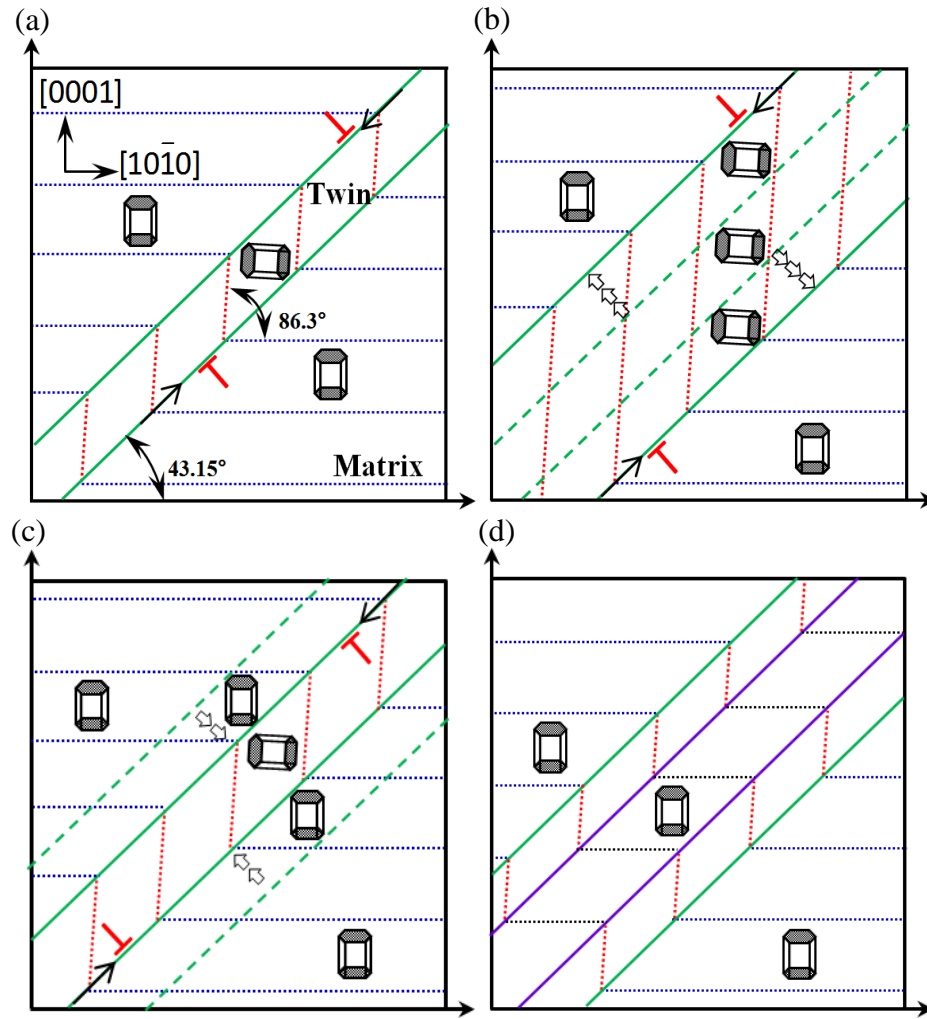 (a)
(b)
[0001]
[101̄0]
Twin
86.3°
43.15°
Matrix
(c)
(d)